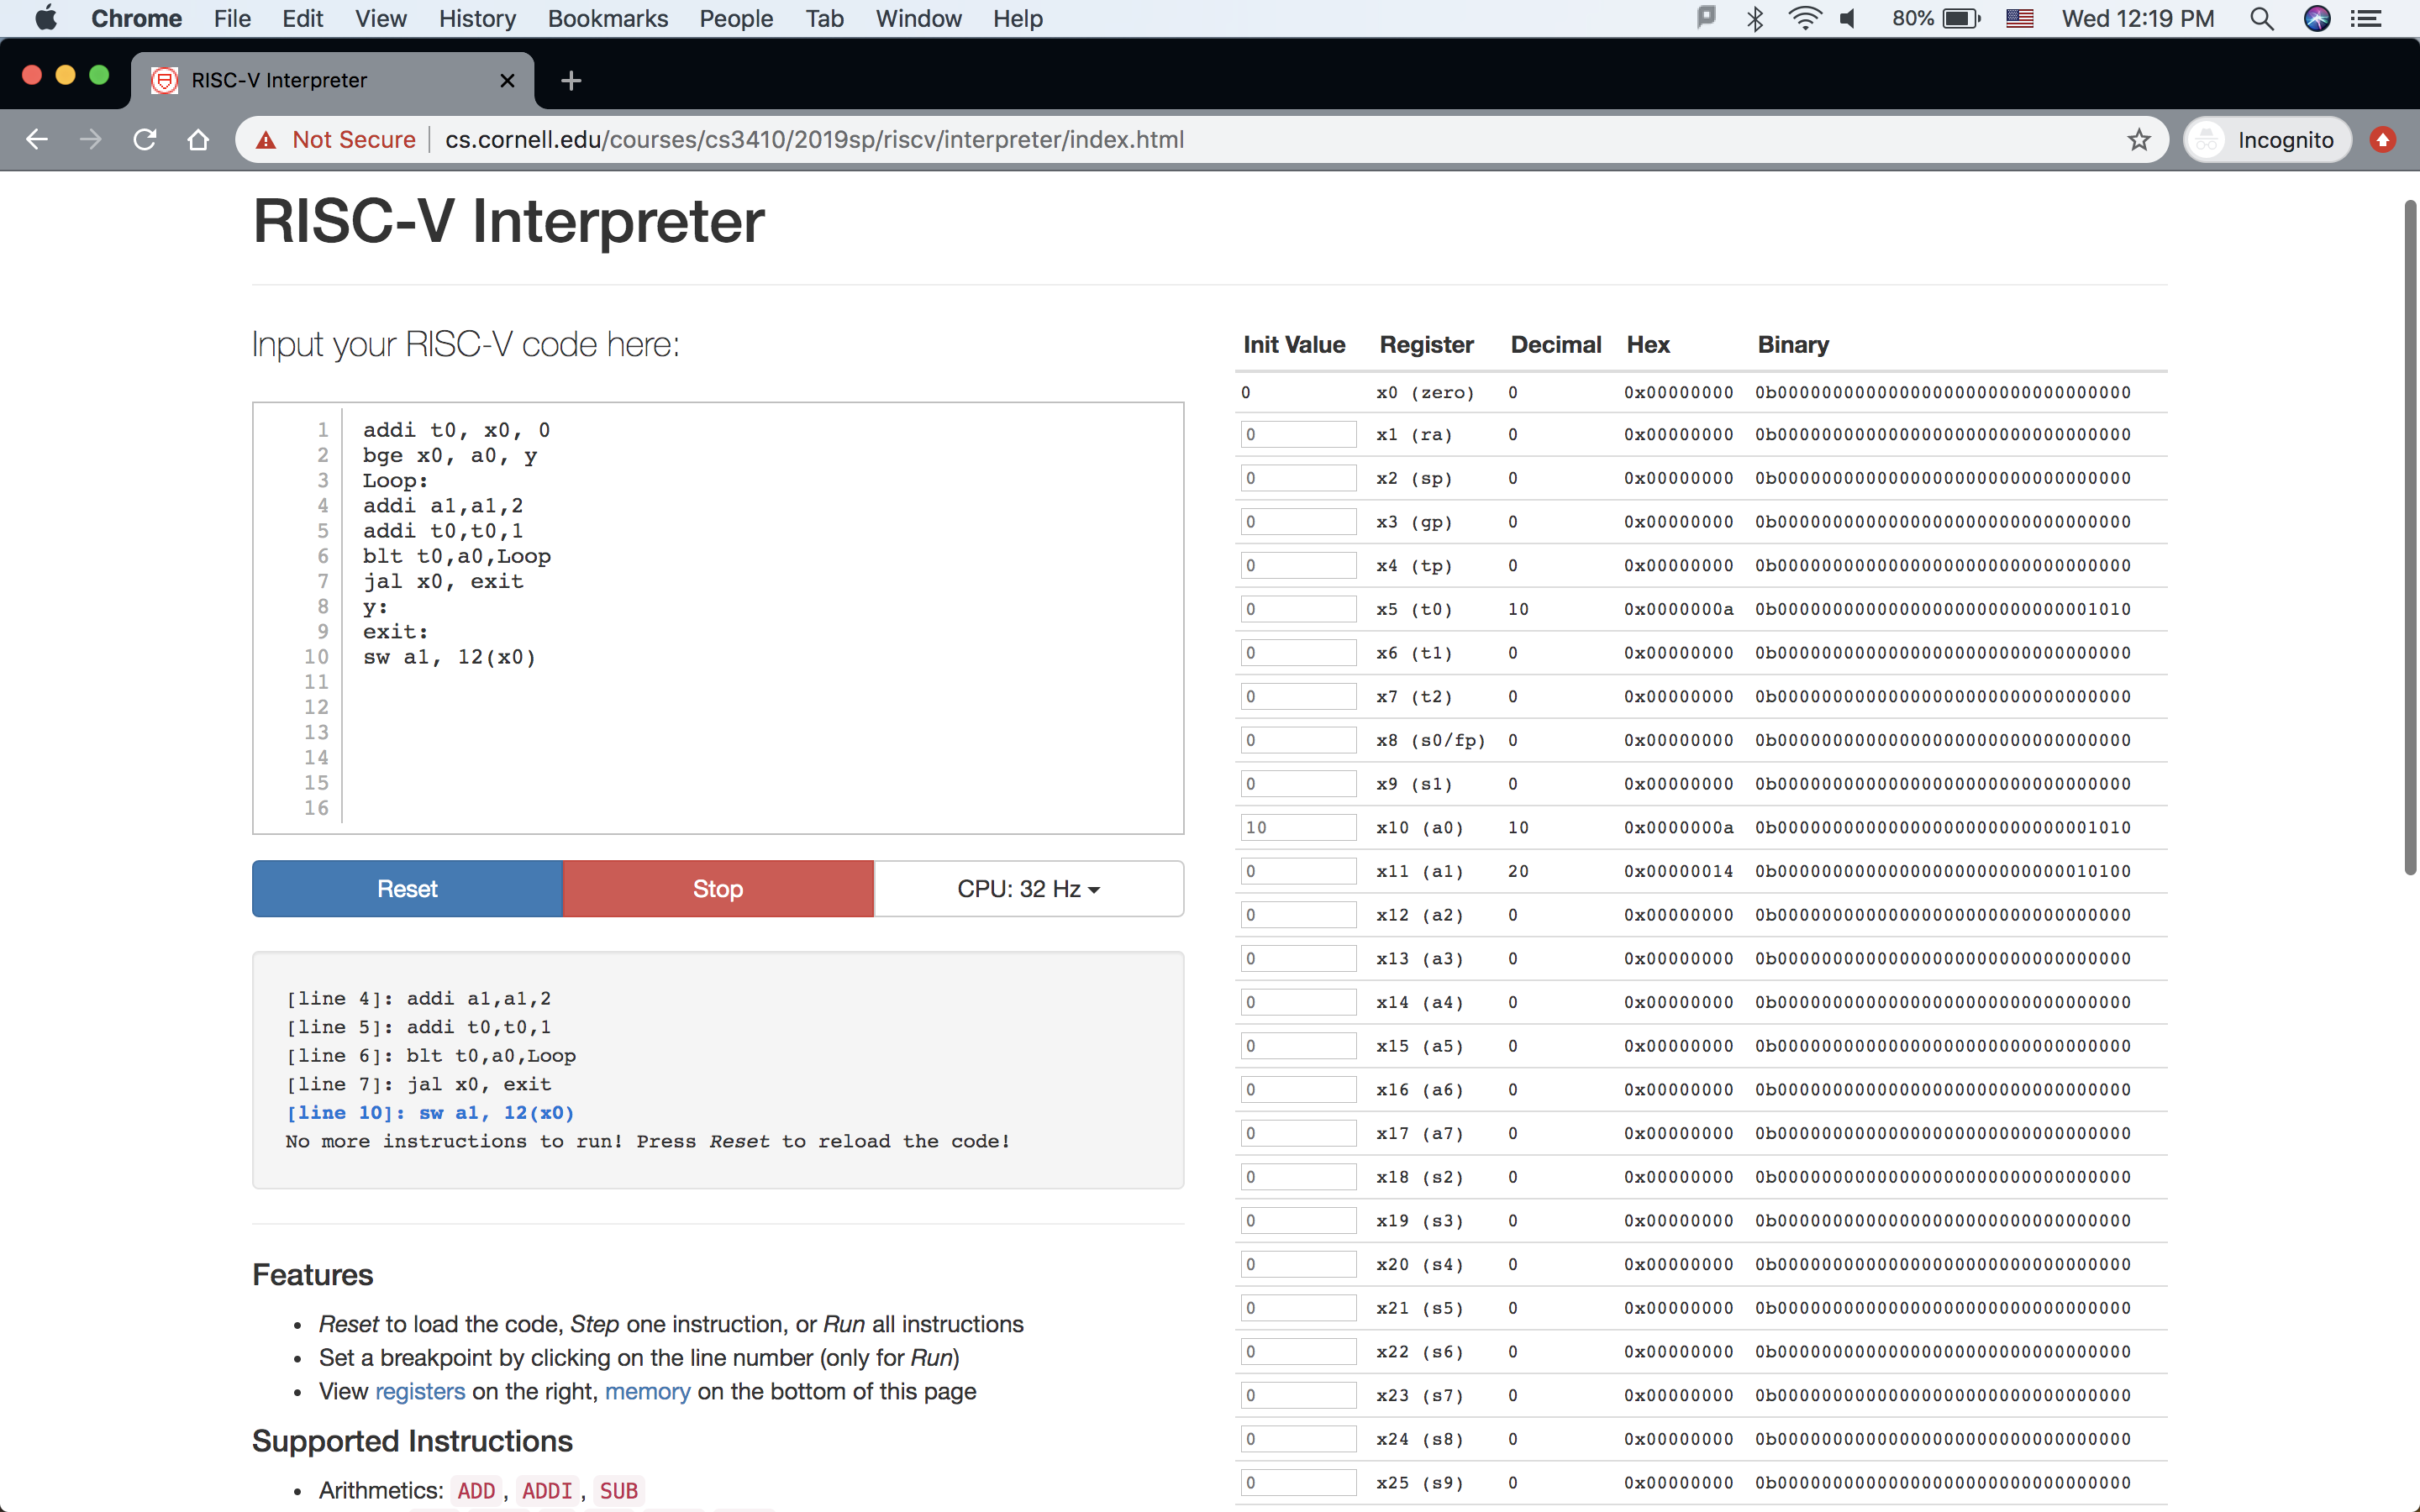 Chrome File Edit View History Bookmarks People Tab Window Help 80% Wed 12:19 PM
RISC-V Interpreter
Not Secure cs.cornell.edu/courses/cs3410/2019sp/riscv/interpreter/index.html Incognito
RISC-V Interpreter
Input your RISC-V code here:
1 addi t0, x0, 0
2 bge x0, a0, y
3 Loop:
4 addi a1,a1,2
5 addi t0,t0,1
6 blt t0,a0,Loop
7 jal x0, exit
8 y:
9 exit:
10 sw a1, 12(x0)
11
12
13
14
15
16
Reset Stop CPU: 32 Hz
[line 4]: addi a1,a1,2
[line 5]: addi t0,t0,1
[line 6]: blt t0,a0,Loop
[line 7]: jal x0, exit
[line 10]: sw a1, 12(x0)
No more instructions to run! Press Reset to reload the code!
Features
• Reset to load the code, Step one instruction, or Run all instructions
• Set a breakpoint by clicking on the line number (only for Run)
• View registers on the right, memory on the bottom of this page
Supported Instructions
• Arithmetics: ADD , ADDI , SUB
Init Value Register Decimal Hex Binary
0 x0 (zero) 0 0x00000000 0b00000000000000000000000000000000
0 x1 (ra) 0 0x00000000 0b00000000000000000000000000000000
0 x2 (sp) 0 0x00000000 0b00000000000000000000000000000000
0 x3 (gp) 0 0x00000000 0b00000000000000000000000000000000
0 x4 (tp) 0 0x00000000 0b00000000000000000000000000000000
0 x5 (t0) 10 0x0000000a 0b00000000000000000000000000001010
0 x6 (t1) 0 0x00000000 0b00000000000000000000000000000000
0 x7 (t2) 0 0x00000000 0b00000000000000000000000000000000
0 x8 (s0/fp) 0 0x00000000 0b00000000000000000000000000000000
0 x9 (s1) 0 0x00000000 0b00000000000000000000000000000000
10 x10 (a0) 10 0x0000000a 0b00000000000000000000000000001010
0 x11 (a1) 20 0x00000014 0b00000000000000000000000000010100
0 x12 (a2) 0 0x00000000 0b00000000000000000000000000000000
0 x13 (a3) 0 0x00000000 0b00000000000000000000000000000000
0 x14 (a4) 0 0x00000000 0b00000000000000000000000000000000
0 x15 (a5) 0 0x00000000 0b00000000000000000000000000000000
0 x16 (a6) 0 0x00000000 0b00000000000000000000000000000000
0 x17 (a7) 0 0x00000000 0b00000000000000000000000000000000
0 x18 (s2) 0 0x00000000 0b00000000000000000000000000000000
0 x19 (s3) 0 0x00000000 0b00000000000000000000000000000000
0 x20 (s4) 0 0x00000000 0b00000000000000000000000000000000
0 x21 (s5) 0 0x00000000 0b00000000000000000000000000000000
0 x22 (s6) 0 0x00000000 0b00000000000000000000000000000000
0 x23 (s7) 0 0x00000000 0b00000000000000000000000000000000
0 x24 (s8) 0 0x00000000 0b00000000000000000000000000000000
0 x25 (s9) 0 0x00000000 0b00000000000000000000000000000000